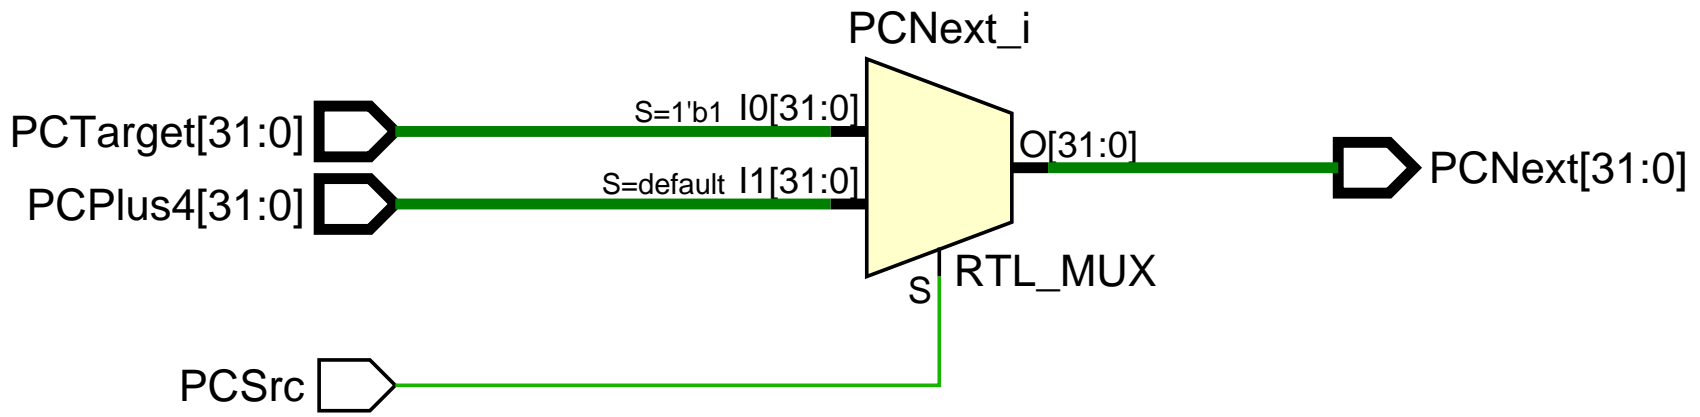 PCNext_i
S=1'b1 I0[31:0]
PCTarget[31:0]
O[31:0]
PCNext[31:0]
S=default I1[31:0]
PCPlus4[31:0]
RTL_MUX
S
PCSrc